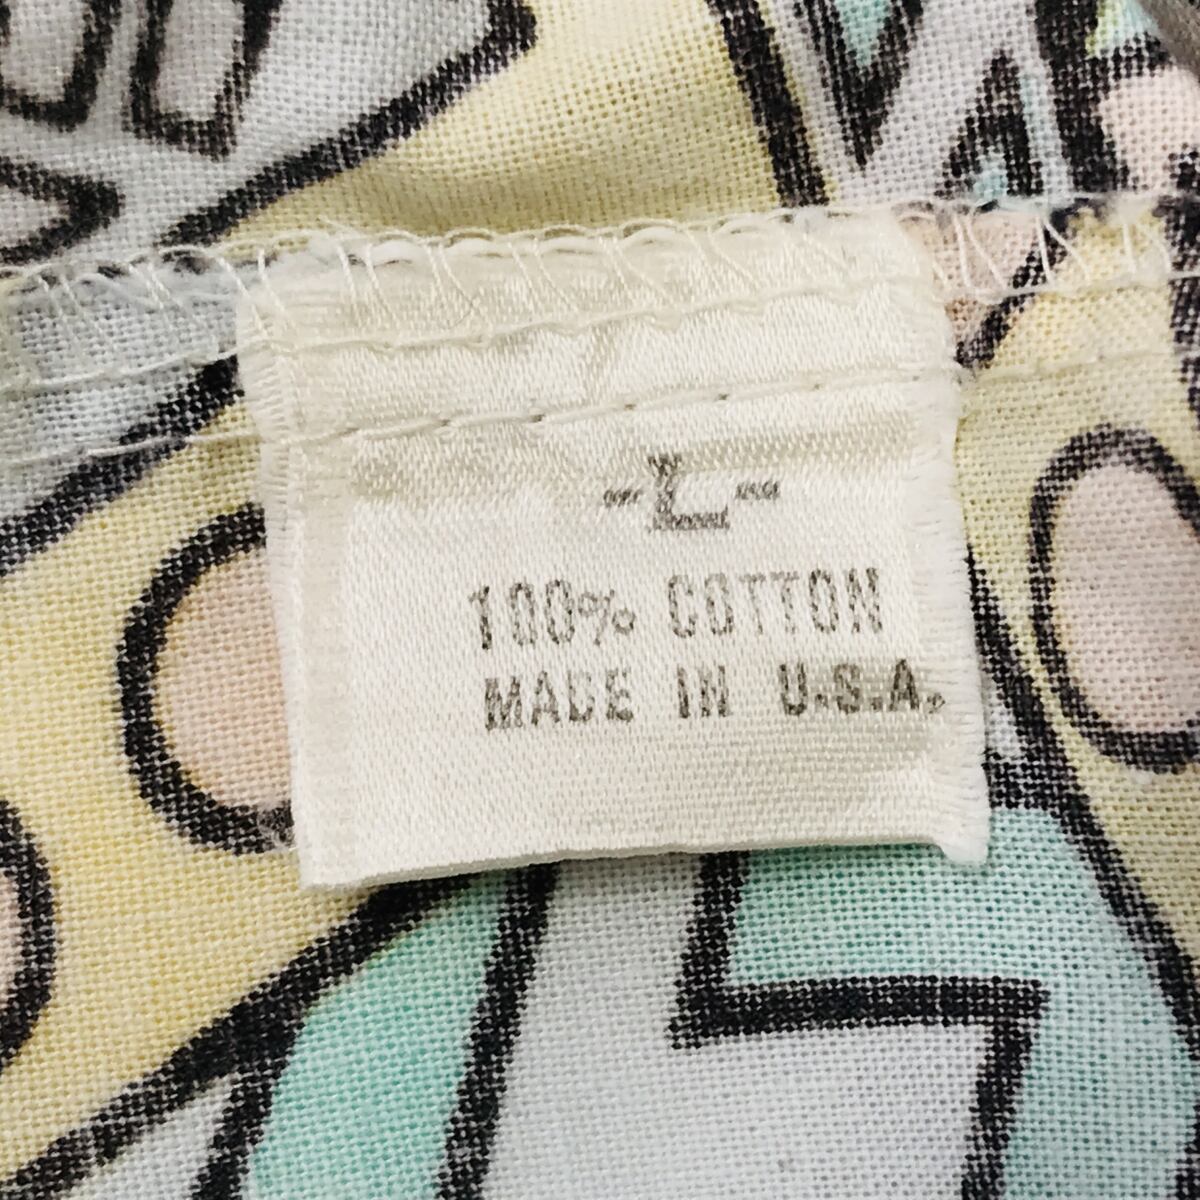 -L-
100% COTTON
MADE IN U.S.A.